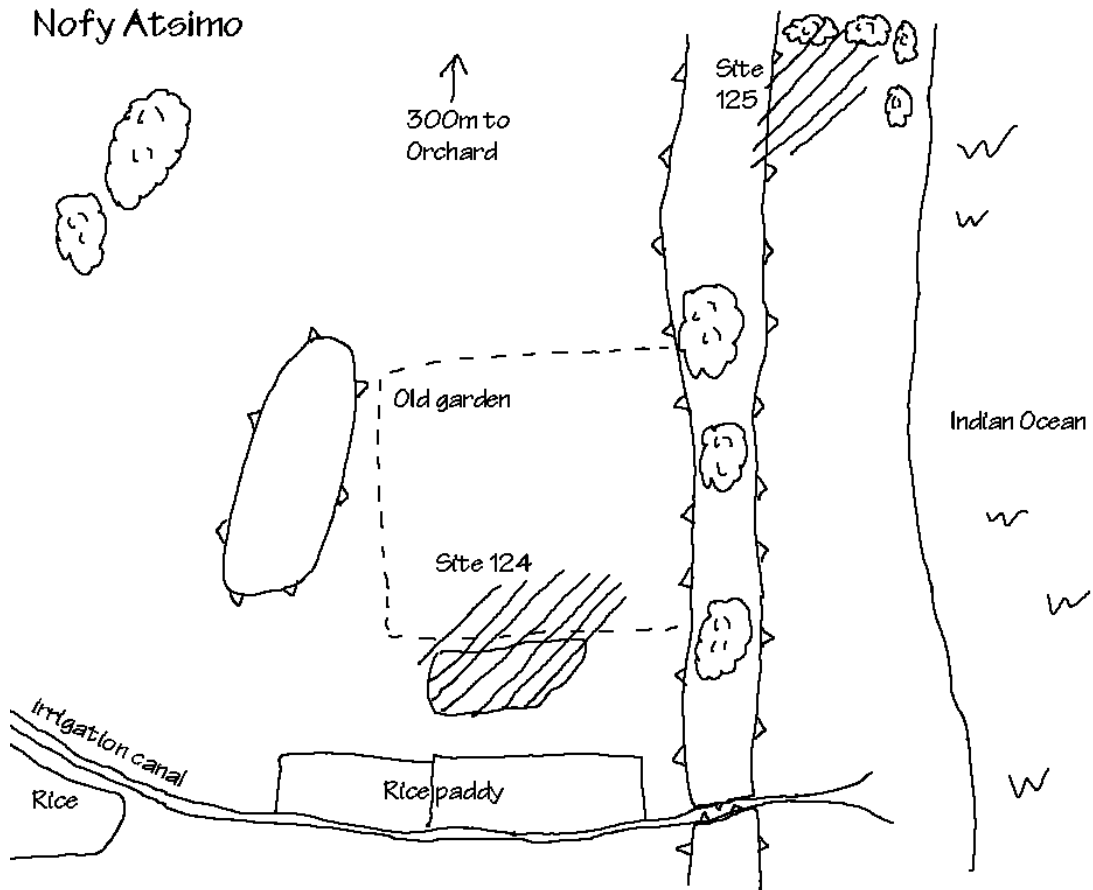 Nofy Atsimo
Site
125
300m to
Orchard
Old garden
Indian Ocean
Site 124
Irrigation canal
Rice paddy
Rice